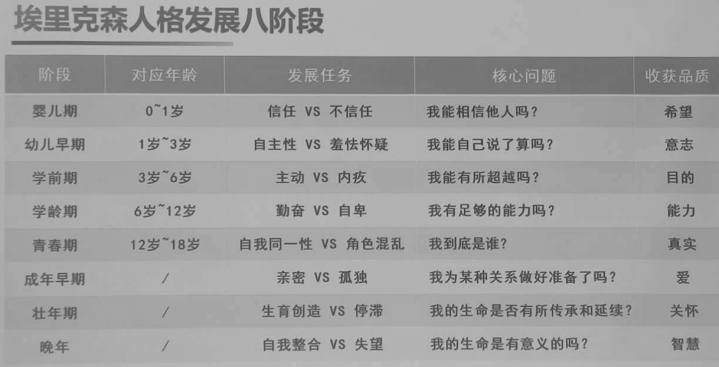 埃里克森人格发展八阶段
阶段 对应年龄 发展任务 核心问题 收获品质
婴儿期 0~1岁 信任 VS 不信任 我能相信他人吗? 希望
幼儿早期 1岁~3岁 自主性 VS 羞怯怀疑 我能自己说了算吗? 意志
学前期 3岁~6岁 主动 VS 内疚 我能有所超越吗? 目的
学龄期 6岁~12岁 勤奋 VS 自卑 我有足够的能力吗? 能力
青春期 12岁~18岁 自我同一性 VS 角色混乱 我到底是谁? 真实
成年早期 / 亲密 VS 孤独 我为某种关系做好准备了吗? 爱
壮年期 / 生育创造 VS 停滞 我的生命是否有所传承和延续? 关怀
晚年 / 自我整合 VS 失望 我的生命是有意义的吗? 智慧